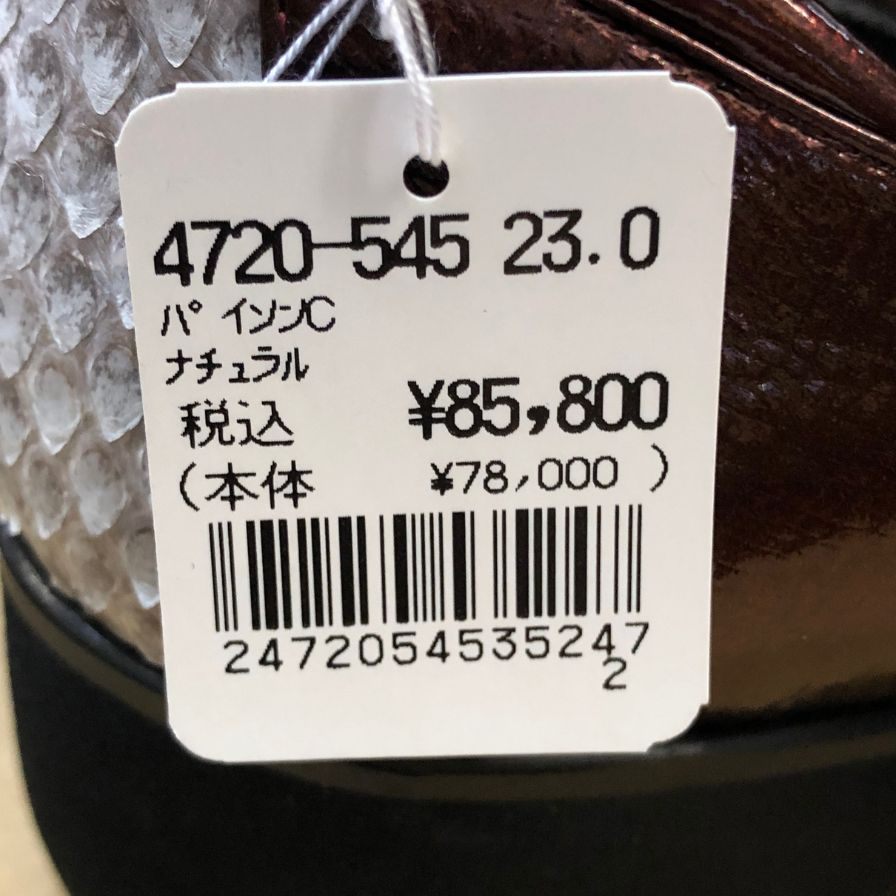 4720-545 23.0
パイソンC
ナチュラル
税込 ¥85,800
(本体 ¥78,000 )
2472054535247
2